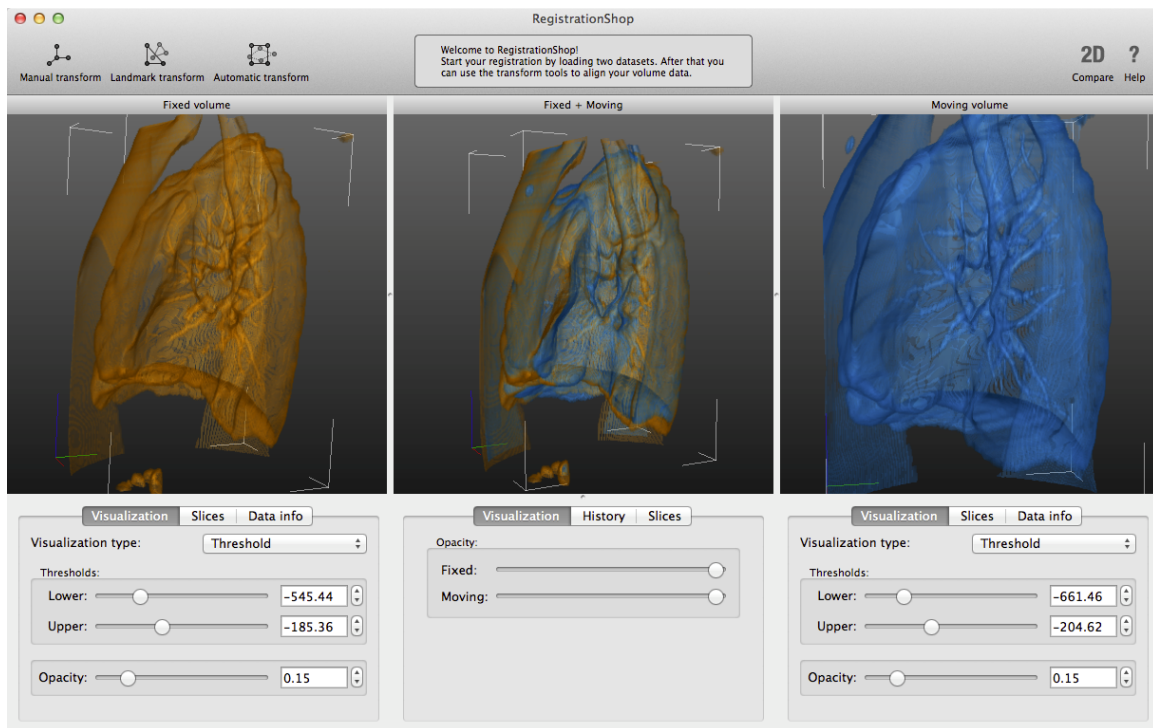 RegistrationShop
Manual transform
Landmark transform
Automatic transform
Welcome to RegistrationShop!
Start your registration by loading two datasets. After that you
can use the transform tools to align your volume data.
2D
Compare
?
Help
Fixed volume
Fixed + Moving
Moving volume
Visualization Slices Data info
Visualization type: Threshold
Thresholds:
Lower: -545.44
Upper: -185.36
Opacity: 0.15
Visualization History Slices
Opacity:
Fixed:
Moving:
Visualization Slices Data info
Visualization type: Threshold
Thresholds:
Lower: -661.46
Upper: -204.62
Opacity: 0.15